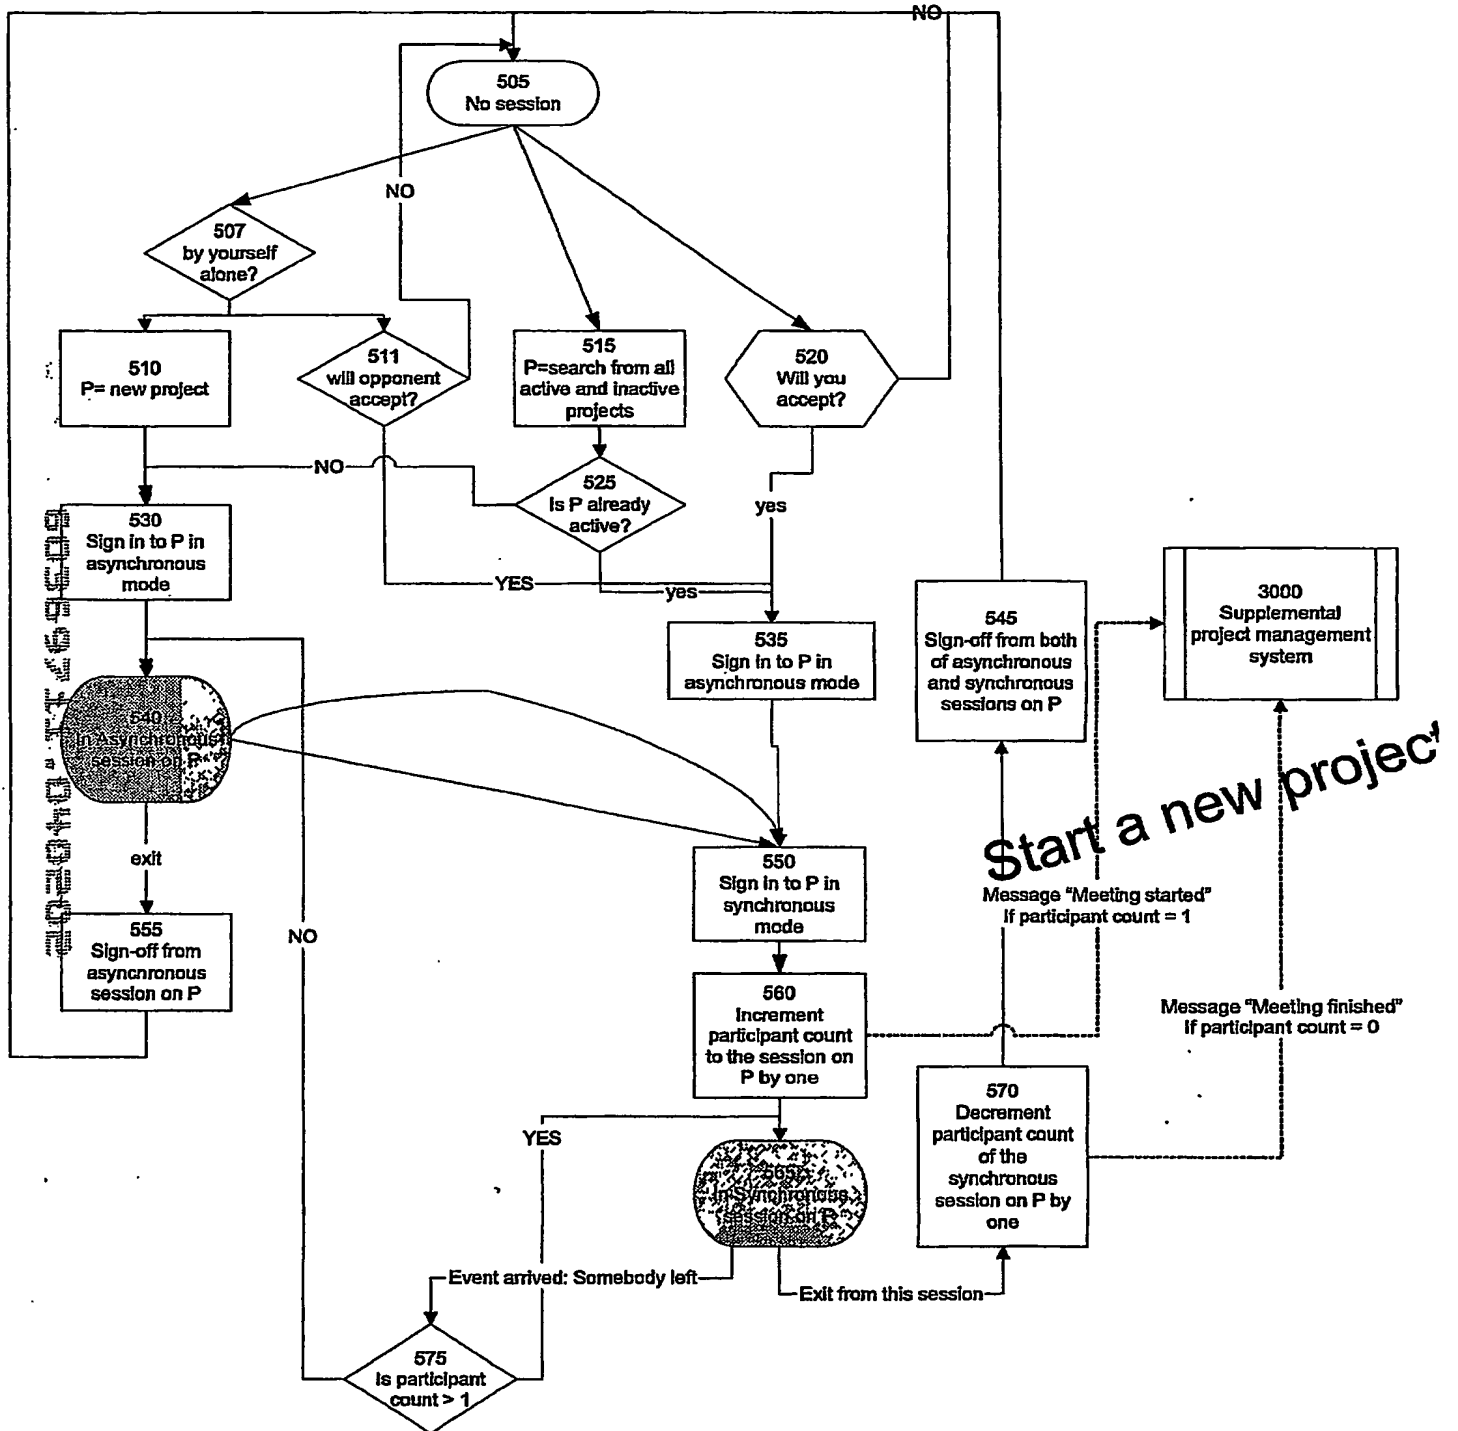 NO
505
No session
NO
507
by yourself
alone?
510
P= new project
511
will opponent
accept?
515
P=search from all
active and inactive
projects
520
Will you
accept?
NO
525
Is P already
active?
yes
530
Sign in to P in
asynchronous
mode
YES
yes
535
Sign in to P in
asynchronous mode
545
Sign-off from both
of asynchronous
and synchronous
sessions on P
3000
Supplemental
project management
system
540
In Asynchronous
session on P
Start a new project
exit
550
Sign in to P in
synchronous
mode
Message "Meeting started"
If participant count = 1
555
Sign-off from
asynchronous
session on P
NO
560
Increment
participant count
to the session on
P by one
Message "Meeting finished"
If participant count = 0
570
Decrement
participant count
of the
synchronous
session on P by
one
YES
565
In Synchronous
session on P
Event arrived: Somebody left
Exit from this session
575
Is participant
count > 1